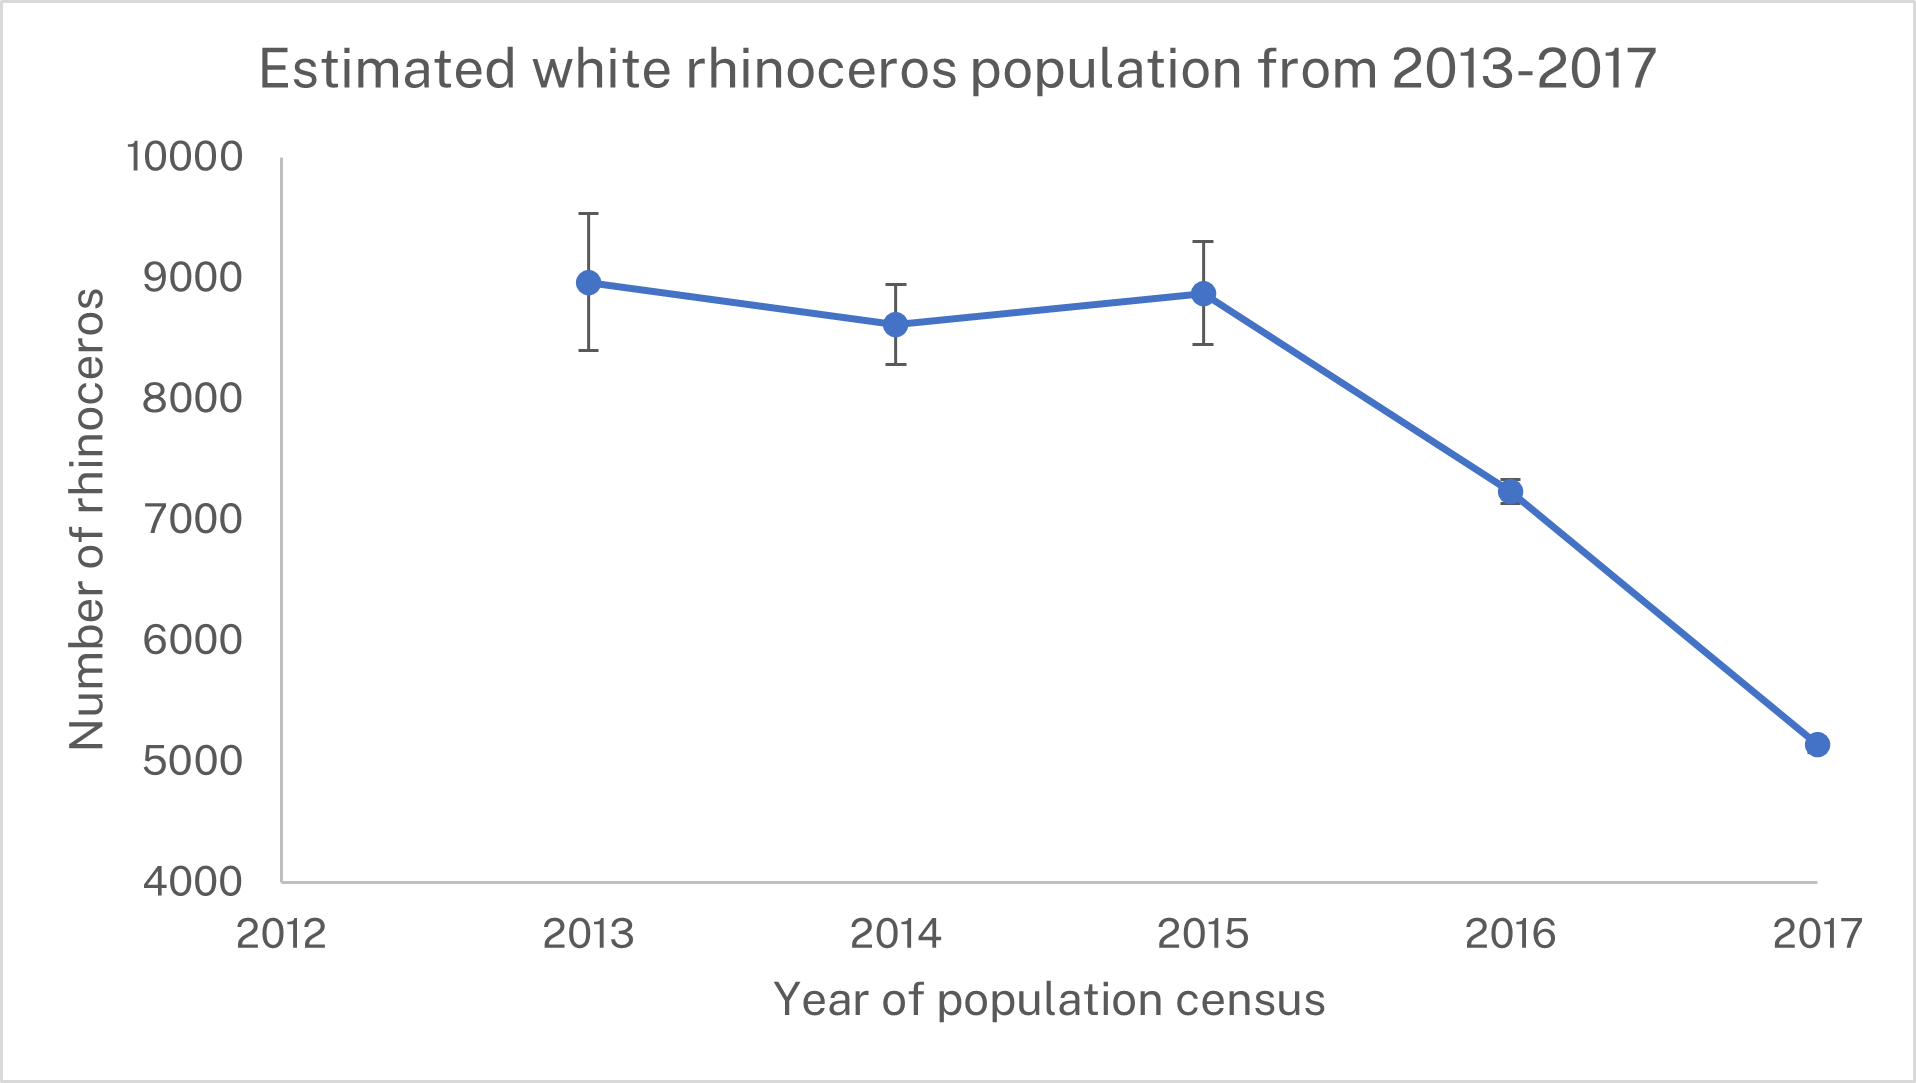 Estimated white rhinoceros population from 2013-2017
10000
9000
8000
7000
6000
5000
4000
Number of rhinoceros
2012 2013 2014 2015 2016 2017
Year of population census